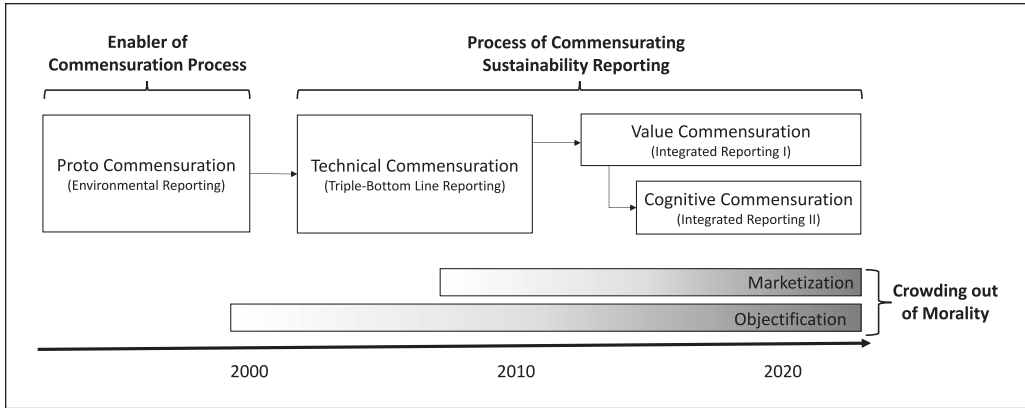 Enabler of
Commensuration Process
Process of Commensurating
Sustainability Reporting
Proto Commensuration
(Environmental Reporting)
Technical Commensuration
(Triple-Bottom Line Reporting)
Value Commensuration
(Integrated Reporting I)
Cognitive Commensuration
(Integrated Reporting II)
Marketization
Objectification
Crowding out
of Morality
2000
2010
2020